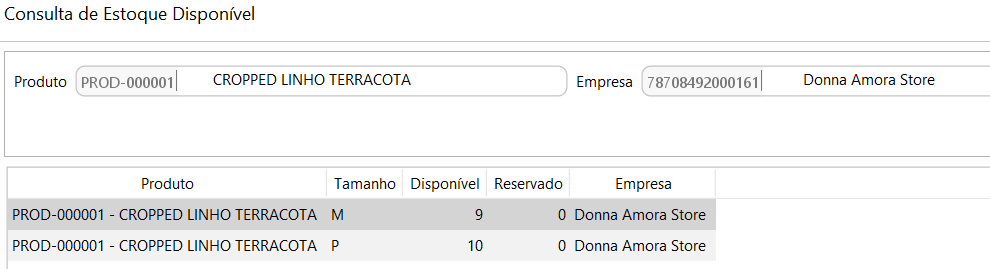 Consulta de Estoque Disponível
Produto PROD-000001 CROPPED LINHO TERRACOTA Empresa 78708492000161 Donna Amora Store
Produto Tamanho Disponível Reservado Empresa
PROD-000001 - CROPPED LINHO TERRACOTA M 9 0 Donna Amora Store
PROD-000001 - CROPPED LINHO TERRACOTA P 10 0 Donna Amora Store